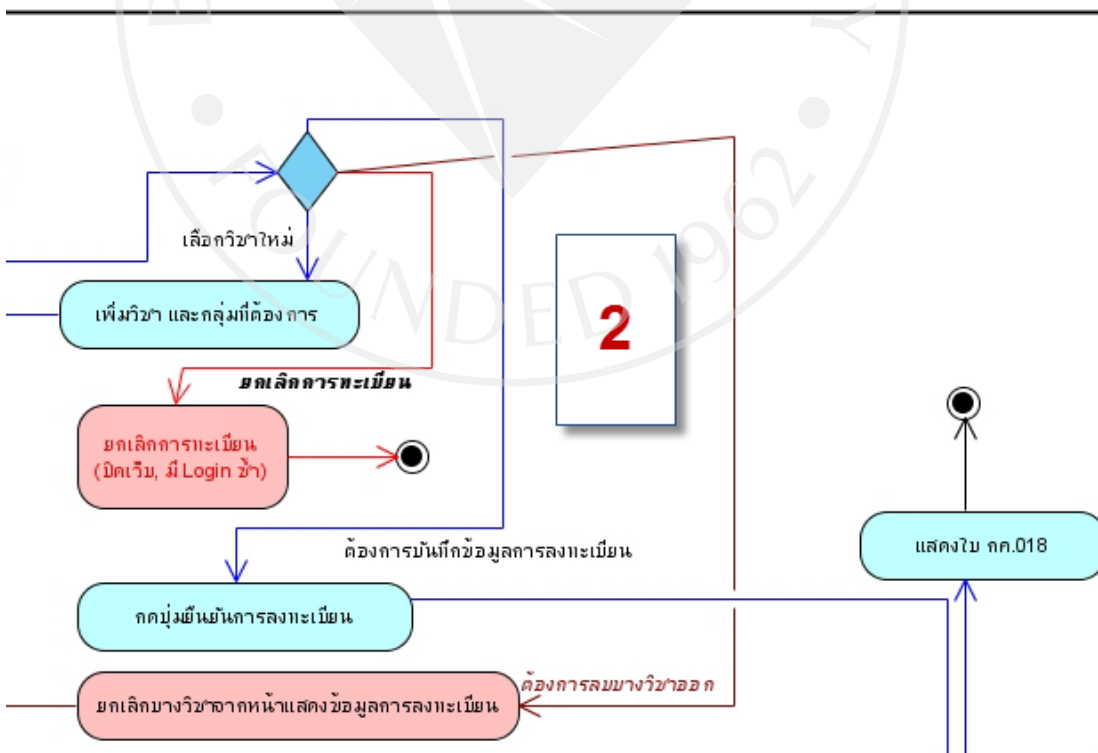 FOUNDED 1962
เลือกวิชาใหม่
เพิ่มวิชา และกลุ่มที่ต้องการ
2
ยกเลิกการทะเบียน
ยกเลิกการทะเบียน
(ปิดเว็บ, มี Login ซ้ำ)
ต้องการบันทึกข้อมูลการลงทะเบียน
แสดงใบ กค.018
กดปุ่มยืนยันการลงทะเบียน
ต้องการลบบางวิชาออก
ยกเลิกบางวิชาจากหน้าแสดงข้อมูลการลงทะเบียน